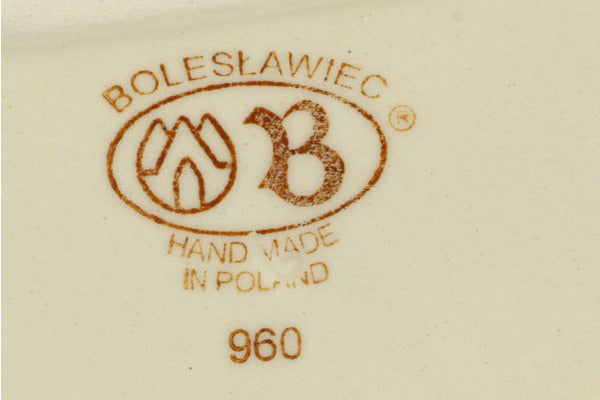 BOLESŁAWIEC
®
B
HAND MADE
IN POLAND
960